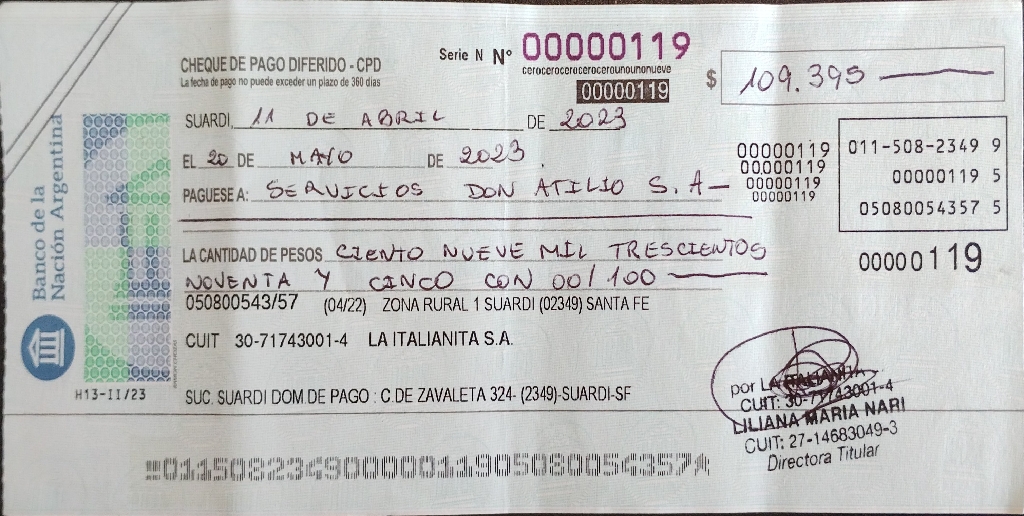 Serie N Nº 00000119
CHEQUE DE PAGO DIFERIDO - CPD
La fecha de pago no puede exceder un plazo de 360 días
cerocerocerocerocerounounonueve
00000119
$ 109.395
SUARDI, 11 DE ABRIL DE 2023
EL 20 DE MAYO DE 2023.
PAGUESE A: SERVICIOS DON ATILIO S.A
00000119
00000119
00000119
00000119
011-508-2349 9
00000119 5
05080054357 5
LA CANTIDAD DE PESOS CIENTO NUEVE MIL TRESCIENTOS
NOVENTA Y CINCO CON 00/100
00000119
050800543/57 (04/22) ZONA RURAL 1 SUARDI (02349) SANTA FE
CUIT 30-71743001-4 LA ITALIANITA S.A.
SUC. SUARDI DOM.DE PAGO : C.DE ZAVALETA 324- (2349)-SUARDI-SF
Banco de la
Nación Argentina
H13-II/23
por LA ITALIANITA
CUIT: 30-71743001-4
LILIANA MARIA NARI
CUIT: 27-14683049-3
Directora Titular
01150823490000011905080054357